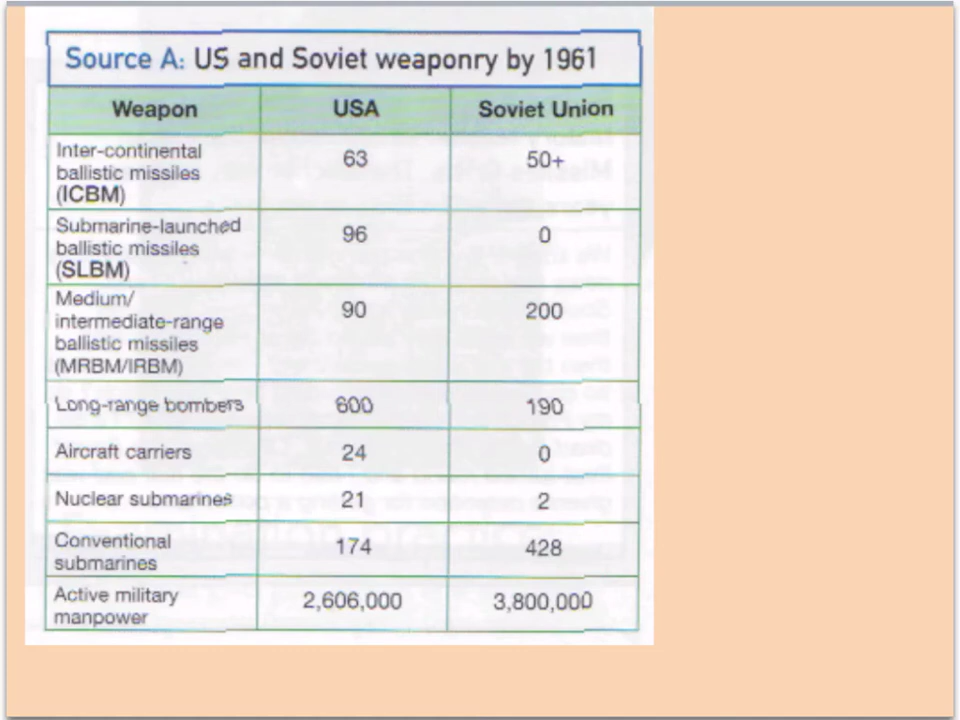 Source A: US and Soviet weaponry by 1961
Weapon USA Soviet Union
Inter-continental
ballistic missiles
(ICBM)
63 50+
Submarine-launched
ballistic missiles
(SLBM)
96 0
Medium/
intermediate-range
ballistic missiles
(MRBM/IRBM)
90 200
Long-range bombers 600 190
Aircraft carriers 24 0
Nuclear submarines 21 2
Conventional
submarines
174 428
Active military
manpower
2,606,000 3,800,000